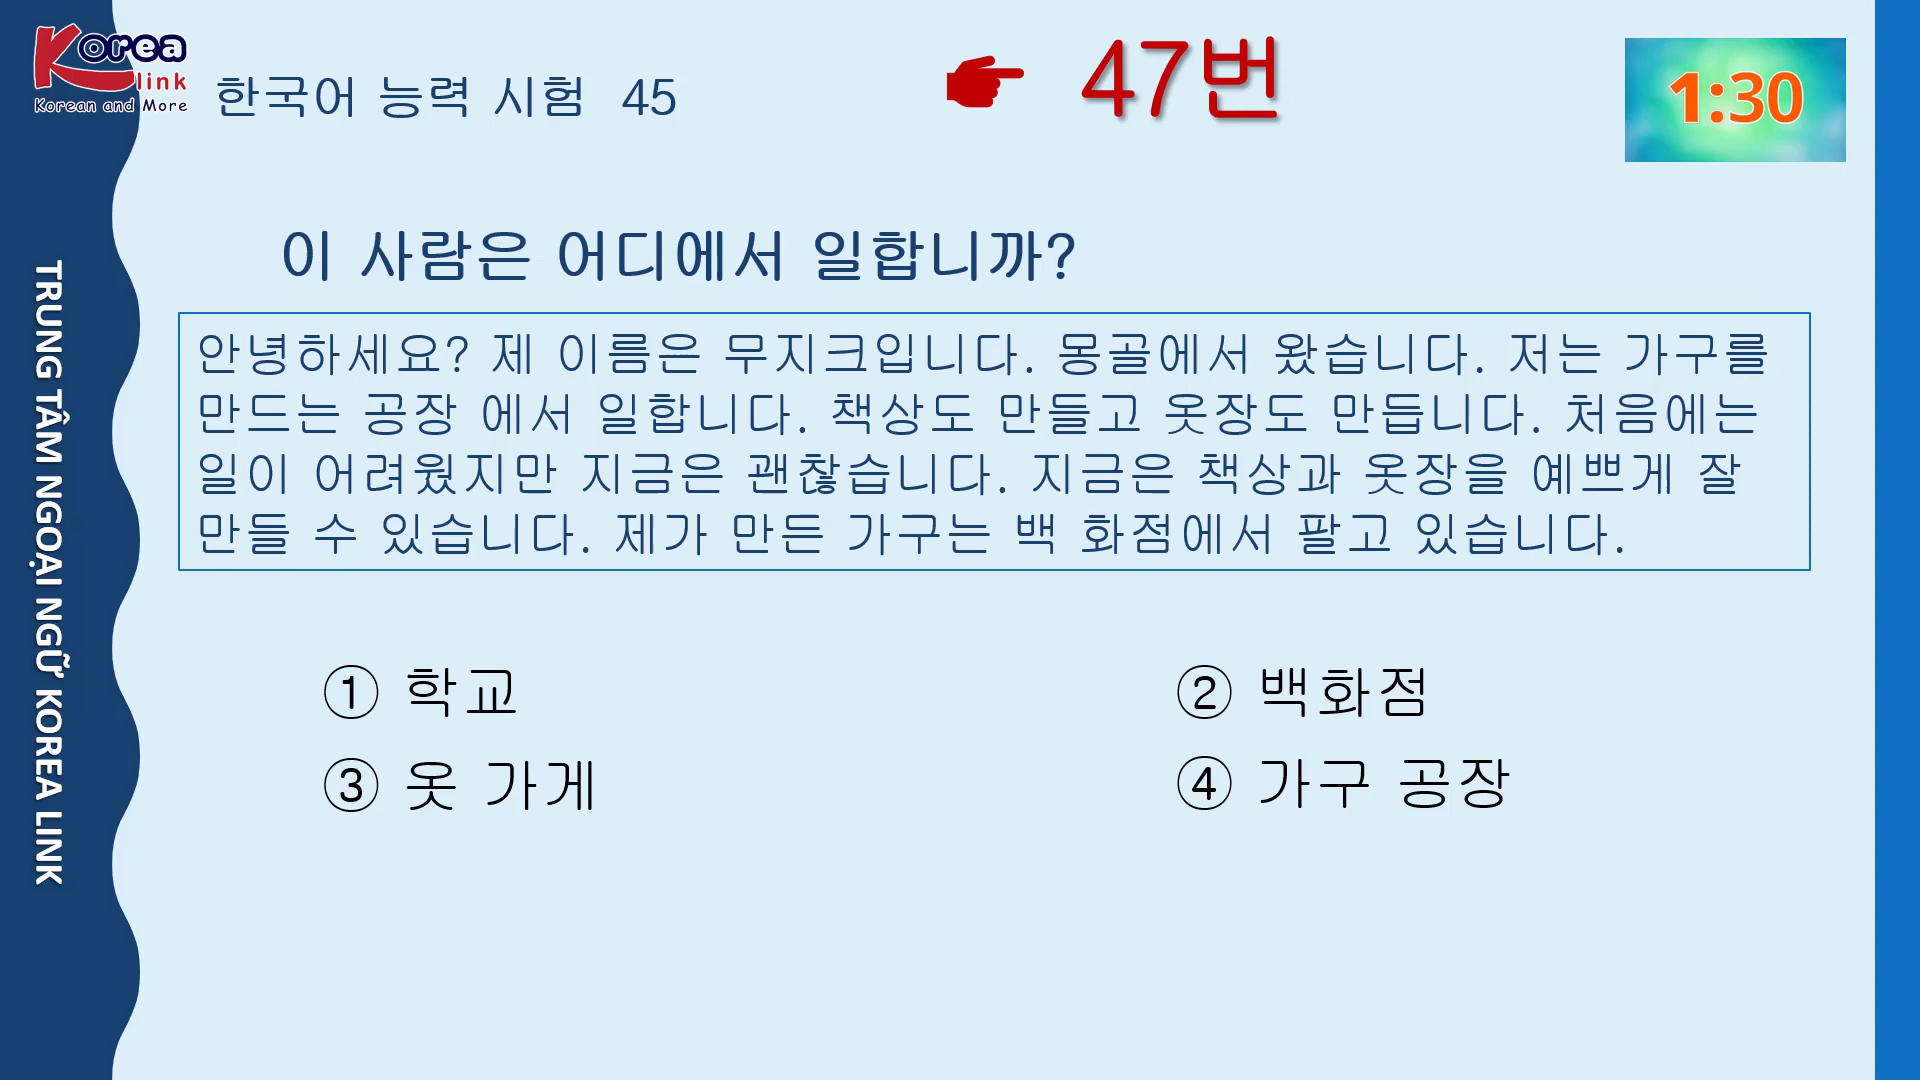 Korea
link
Korean and More
한국어 능력 시험 45
47번
1:30
TRUNG TÂM NGOẠI NGỮ KOREA LINK
이 사람은 어디에서 일합니까?
안녕하세요? 제 이름은 무지크입니다. 몽골에서 왔습니다. 저는 가구를
만드는 공장 에서 일합니다. 책상도 만들고 옷장도 만듭니다. 처음에는
일이 어려웠지만 지금은 괜찮습니다. 지금은 책상과 옷장을 예쁘게 잘
만들 수 있습니다. 제가 만든 가구는 백 화점에서 팔고 있습니다.
① 학교
② 백화점
③ 옷 가게
④ 가구 공장